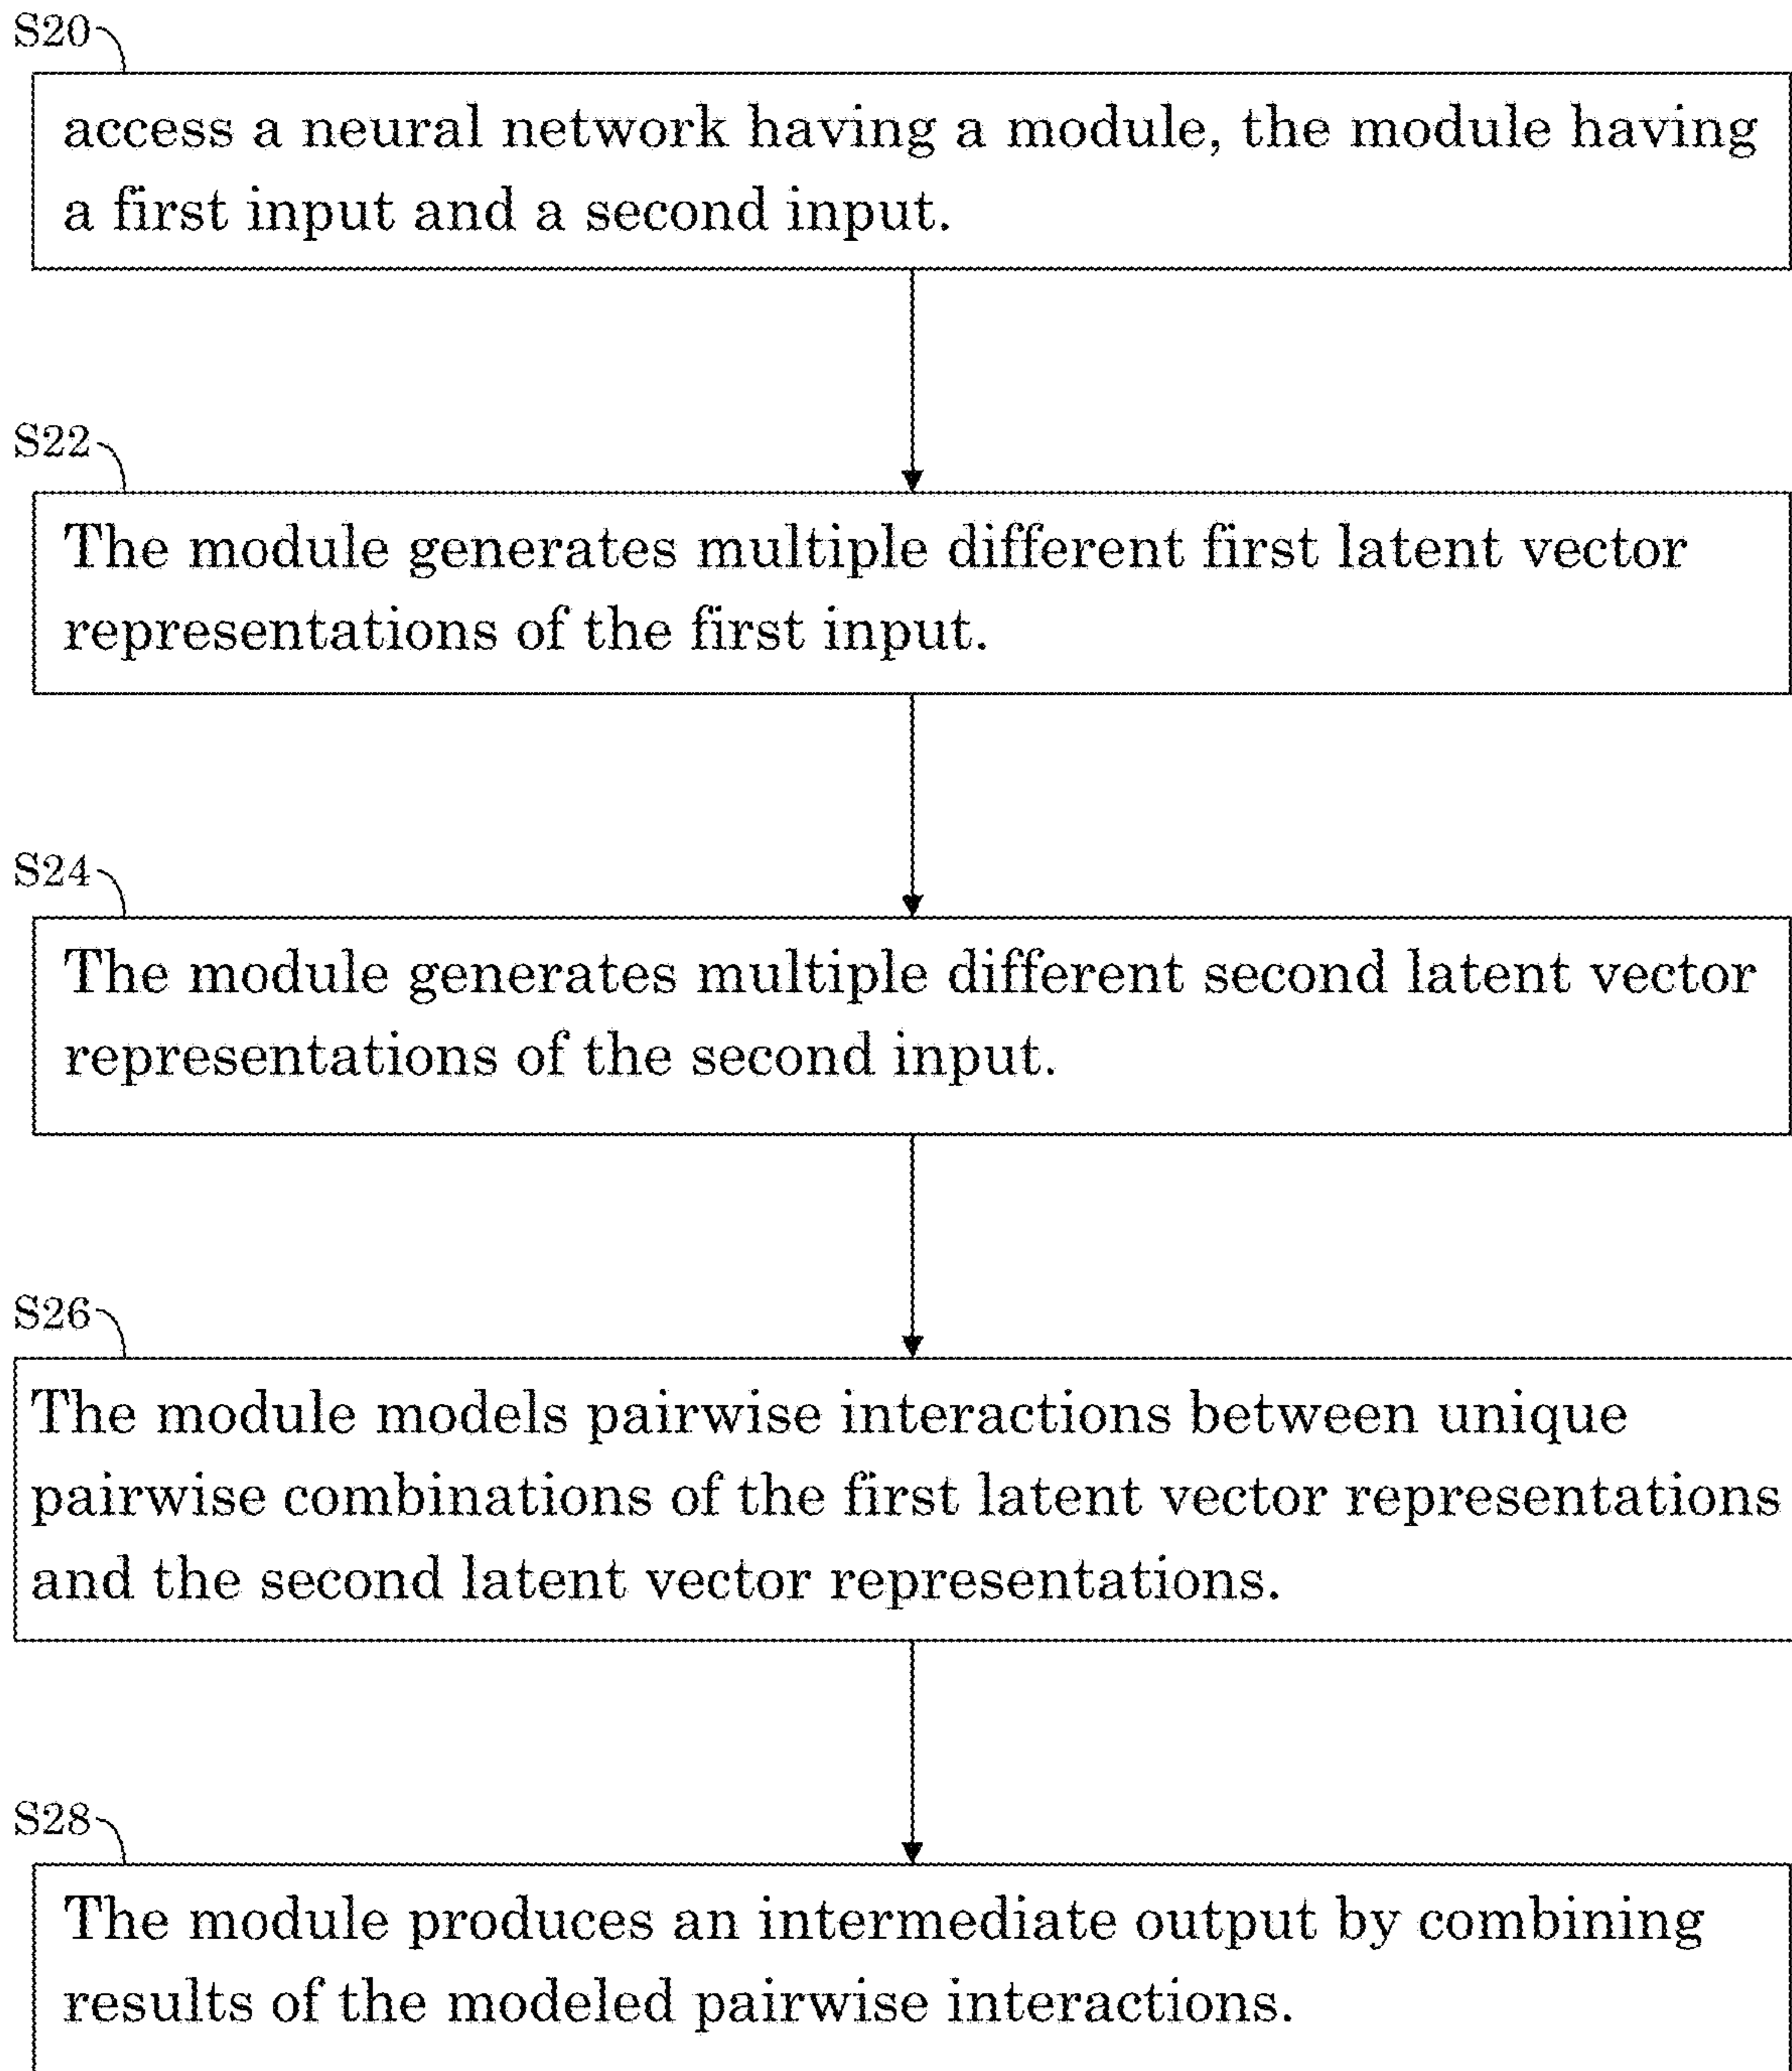 S20
access a neural network having a module, the module having
a first input and a second input.
S22
The module generates multiple different first latent vector
representations of the first input.
S24
The module generates multiple different second latent vector
representations of the second input.
S26
The module models pairwise interactions between unique
pairwise combinations of the first latent vector representations
and the second latent vector representations.
S28
The module produces an intermediate output by combining
results of the modeled pairwise interactions.